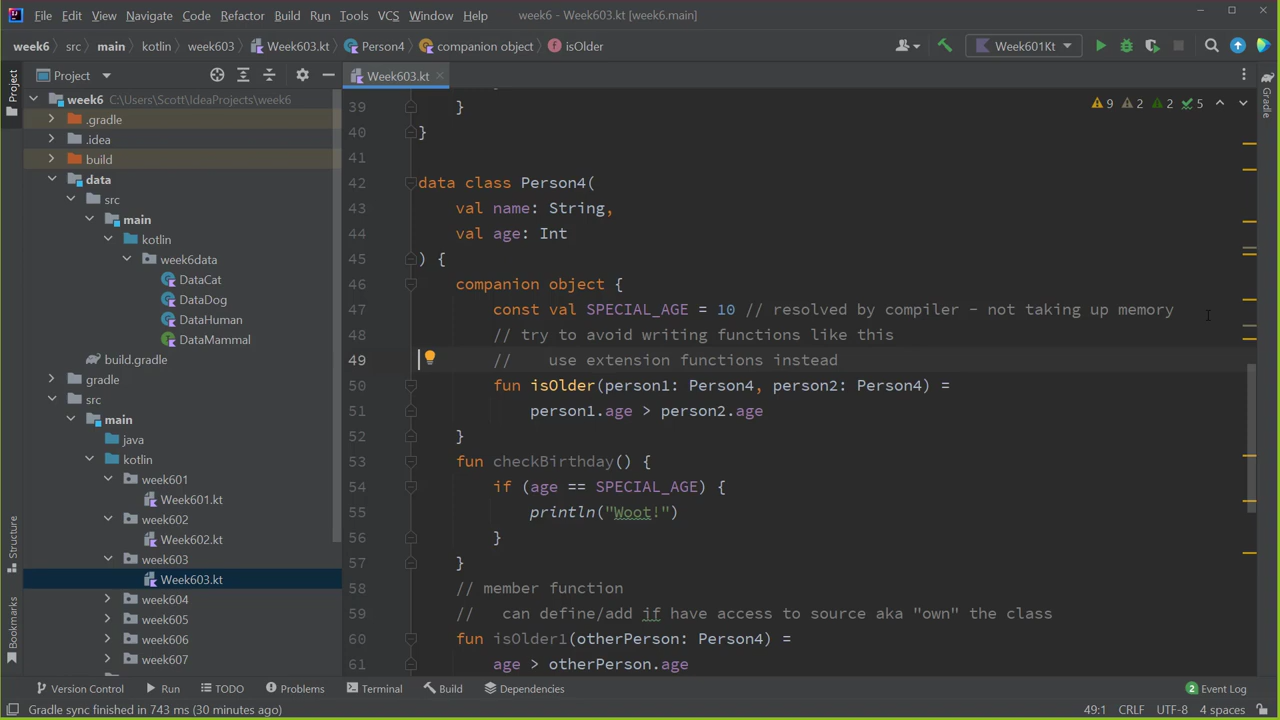 File Edit View Navigate Code Refactor Build Run Tools VCS Window Help week6 - Week603.kt [week6.main]
week6 src main kotlin week603 Week603.kt Person4 companion object isOlder Week601Kt
Project
Project
week6 C:\Users\Scott\IdeaProjects\week6
.gradle
.idea
build
data
src
main
kotlin
week6data
DataCat
DataDog
DataHuman
DataMammal
build.gradle
gradle
src
main
java
kotlin
week601
Week601.kt
week602
Week602.kt
week603
Week603.kt
week604
week605
week606
week607
Structure
Bookmarks
Week603.kt
9 2 2 5
39 }
40 }
41
42 data class Person4(
43 val name: String,
44 val age: Int
45 ) {
46 companion object {
47 const val SPECIAL_AGE = 10 // resolved by compiler - not taking up memory
48 // try to avoid writing functions like this
49 //    use extension functions instead
50 fun isOlder(person1: Person4, person2: Person4) =
51 person1.age > person2.age
52 }
53 fun checkBirthday() {
54 if (age == SPECIAL_AGE) {
55 println("Woot!")
56 }
57 }
58 // member function
59 //   can define/add if have access to source aka "own" the class
60 fun isOlder1(otherPerson: Person4) =
61 age > otherPerson.age
Gradle
Version Control Run TODO Problems Terminal Build Dependencies 2 Event Log
Gradle sync finished in 743 ms (30 minutes ago) 49:1 CRLF UTF-8 4 spaces